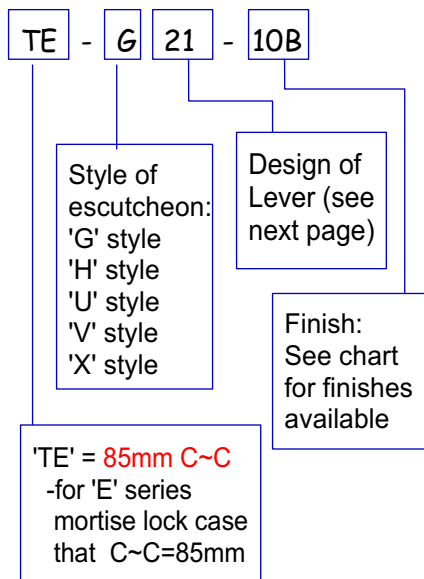 TE - G 21 - 10B
Style of
escutcheon:
'G' style
'H' style
'U' style
'V' style
'X' style
Design of
Lever (see
next page)
Finish:
See chart
for finishes
available
'TE' = 85mm C~C
-for 'E' series
mortise lock case
that C~C=85mm